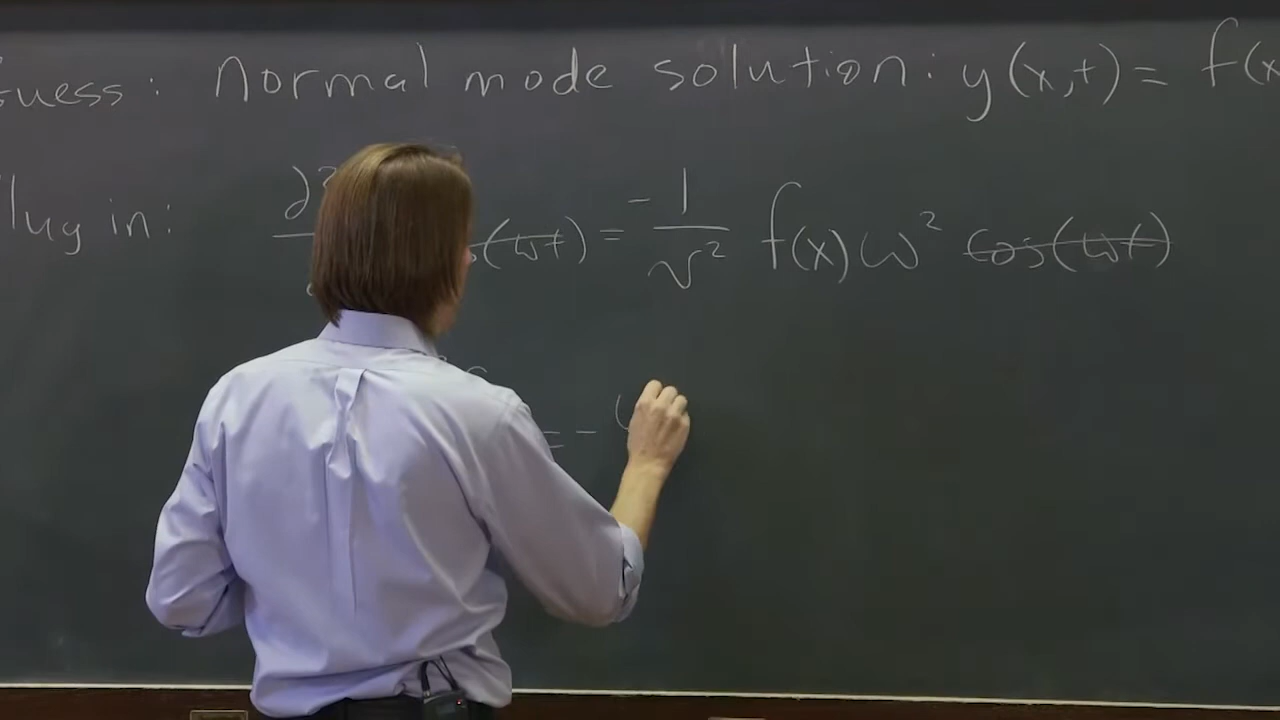 uess: normal mode solution: y(x,t) = f(x
lug in: ∂² (ωt) = -1/v² f(x) ω² cos(ωt)
= -